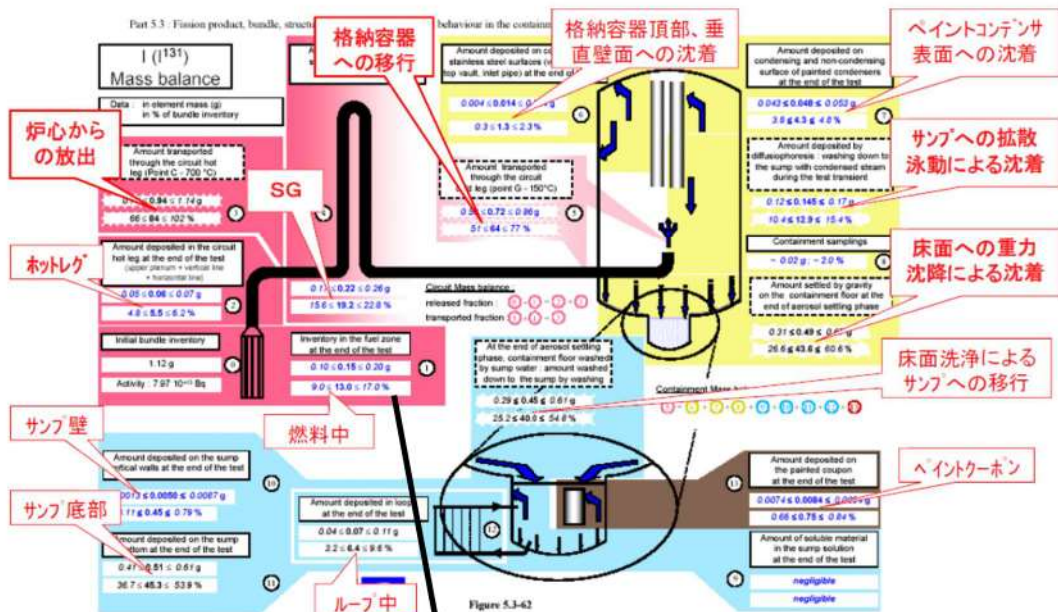 Part 5.3 : Fission product, bundle, behaviour in the
I (I131)
Mass balance
Data : in element mass (g)
in % of bundle inventory
炉心から
の放出
Amount transported
through the circuit hot
leg (Point C - 700 °C)
0.94 ≤ 1.14 g
66 ≤ 84 ≤ 102 %
3
Amount deposited in the circuit
hot leg at the end of the test
(upper plenum + vertical line
+ horizontal line)
0.05 ≤ 0.06 ≤ 0.07 g
4.8 ≤ 5.5 ≤ 6.2 %
2
ホットレグ
Initial bundle inventory
1.12 g
0
SG
4
0.22 ≤ 0.26 g
15.6 ≤ 19.2 ≤ 22.8 %
Inventory in the fuel zone
at the end of the test
0.10 ≤ 0.15 ≤ 0.20 g
9.0 ≤ 13.0 ≤ 17.0 %
1
燃料中
格納容器
への移行
Amount transported
through the circuit
leg (point G - 150°C)
0.72 ≤ 0.86g
51 ≤ 64 ≤ 77 %
5
Circuit Mass balance
released fraction :
transported fraction :
格納容器頂部、垂
直壁面への沈着
Amount deposited on
stainless steel surfaces
top vault, inlet pipe) at the end of
0.004 ≤ 0.014 ≤
0.3 ≤ 1.3 ≤ 2.3 %
6
ペイントコンデンサ
表面への沈着
Amount deposited on
condensing and non-condensing
surface of painted condensers
at the end of the test
0.043 ≤ 0.048 ≤ 0.053 g
3.8 ≤ 4.3 ≤ 4.8 %
7
サンプへの拡散
泳動による沈着
Amount deposited by
diffusiophoresis : washing down to
the sump with condensed steam
during the test transient
0.12 ≤ 0.145 ≤ 0.17 g
10.4 ≤ 12.9 ≤ 15.4 %
Containment samplings
~ 0.02 g ; ~ 2.0 %
8
床面への重力
沈降による沈着
Amount settled by gravity
on the containment floor at the
end of aerosol settling phase
0.31 ≤ 0.49 ≤
26.6 ≤ 43.6 ≤ 60.6 %
At the end of aerosol settling
phase, containment floor washed
by sump water : amount washed
down to the sump by washing
0.29 ≤ 0.45 ≤ 0.61 g
25.2 ≤ 40.0 ≤ 54.8 %
床面洗浄による
サンプへの移行
Containment Mass
サンプ壁
Amount deposited on the sump
vertical walls at the end of the test
0.0050 ≤ 0.0087 g
0.45 ≤ 0.79 %
10
サンプ底部
Amount deposited on the sump
bottom at the end of the test
0.41 ≤ 0.51 ≤ 0.61 g
36.7 ≤ 45.3 ≤ 53.9 %
11
Amount deposited in loop
at the end of the test
0.04 ≤ 0.07 ≤ 0.11 g
3.2 ≤ 6.4 ≤ 9.6 %
12
ループ中
Amount deposited on
the painted coupon
at the end of the test
0.0074 ≤ 0.0084 ≤
0.66 ≤ 0.75 ≤ 0.84 %
13
ペイントクーポン
Amount of soluble material
in the sump solution
at the end of the test
negligible
negligible
9
Figure 5.3-62